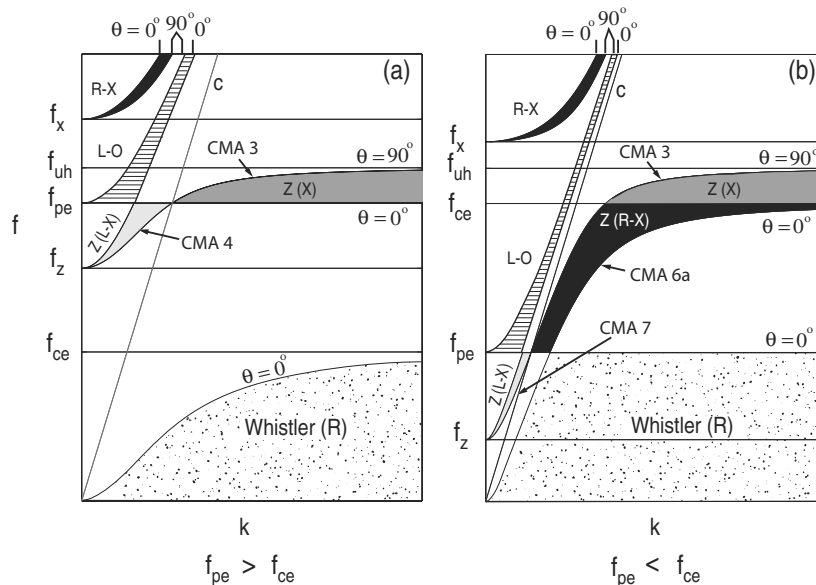 θ = 0° 90° 0°
(a)
c
R-X
f_x
L-O
CMA 3
θ = 90°
f_uh
Z (X)
f_pe
θ = 0°
f
Z (L-X)
CMA 4
f_z
f_ce
θ = 0°
Whistler (R)
k
f_pe > f_ce
θ = 0° 90° 0°
(b)
c
R-X
f_x
CMA 3
θ = 90°
f_uh
Z (X)
f_ce
Z (R-X)
θ = 0°
L-O
CMA 6a
CMA 7
f_pe
θ = 0°
Z (L-X)
Whistler (R)
f_z
k
f_pe < f_ce